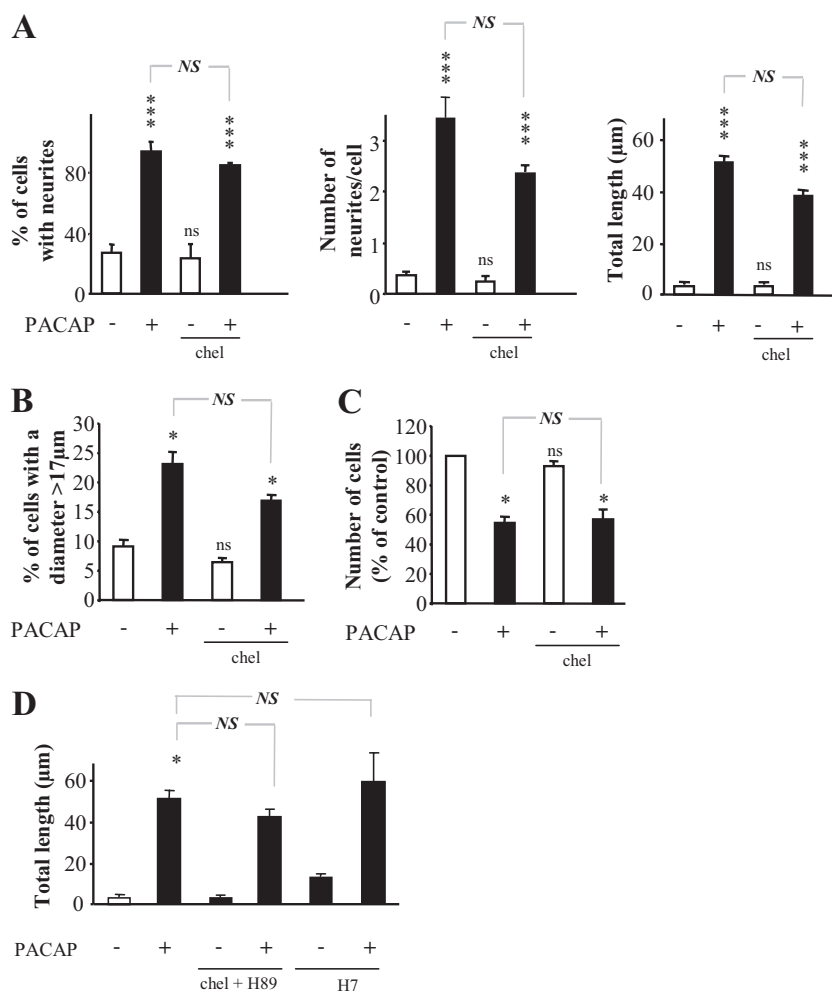 A
NS
NS
NS
***
***
***
***
***
***
% of cells
with neurites
80
40
0
ns
Number of
neurites/cell
3
2
1
0
ns
Total length (µm)
60
40
20
0
ns
PACAP - + - +
- + - +
- + - +
chel
chel
chel
B
C
NS
NS
% of cells with a
diameter >17µm
30
25
20
15
10
5
0
*
ns
*
Number of cells
(% of control)
120
100
80
60
40
20
0
*
ns
*
PACAP - + - +
PACAP - + - +
chel
chel
D
NS
NS
*
Total length (µm)
60
40
20
0
PACAP - + - + - +
chel + H89
H7